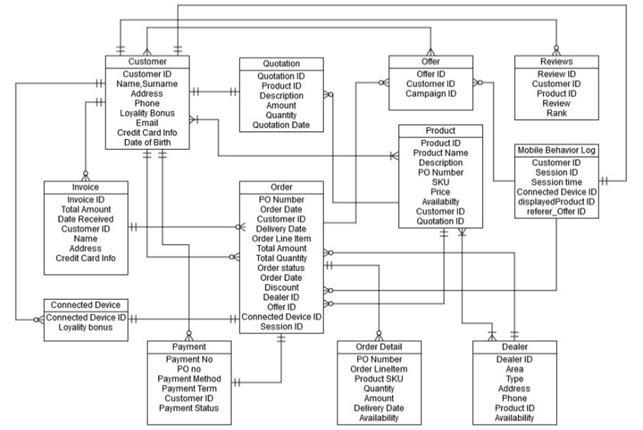 Customer
Customer ID
Name,Surname
Address
Phone
Loyality Bonus
Email
Credit Card Info
Date of Birth
Quotation
Quotation ID
Product ID
Description
Amount
Quantity
Quotation Date
Offer
Offer ID
Customer ID
Campaign ID
Reviews
Review ID
Customer ID
Product ID
Review
Rank
Product
Product ID
Product Name
Description
PO Number
SKU
Price
Availabilty
Customer ID
Quotation ID
Mobile Behavior Log
Customer ID
Session ID
Session time
Connected Device ID
displayedProduct ID
referer_Offer ID
Invoice
Invoice ID
Total Amount
Date Received
Customer ID
Name
Address
Credit Card Info
Order
PO Number
Order Date
Customer ID
Delivery Date
Order Line Item
Total Amount
Total Quantity
Order status
Order Date
Discount
Dealer ID
Offer ID
Connected Device ID
Session ID
Connected Device
Connected Device ID
Loyality bonus
Payment
Payment No
PO no
Payment Method
Payment Term
Customer ID
Payment Status
Order Detail
PO Number
Order LineItem
Product SKU
Quantity
Amount
Delivery Date
Availability
Dealer
Dealer ID
Area
Type
Address
Phone
Product ID
Availability